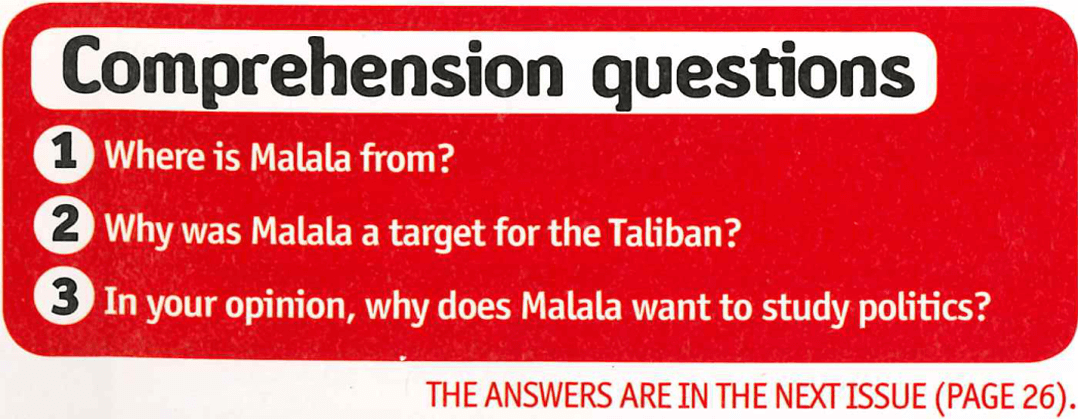 Comprehension questions
1 Where is Malala from?
2 Why was Malala a target for the Taliban?
3 In your opinion, why does Malala want to study politics?
THE ANSWERS ARE IN THE NEXT ISSUE (PAGE 26).